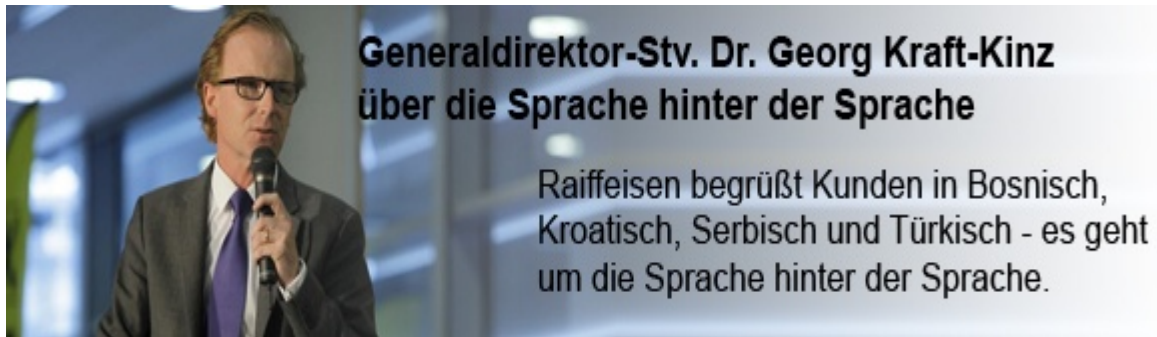 Generaldirektor-Stv. Dr. Georg Kraft-Kinz
über die Sprache hinter der Sprache
Raiffeisen begrüßt Kunden in Bosnisch,
Kroatisch, Serbisch und Türkisch - es geht
um die Sprache hinter der Sprache.